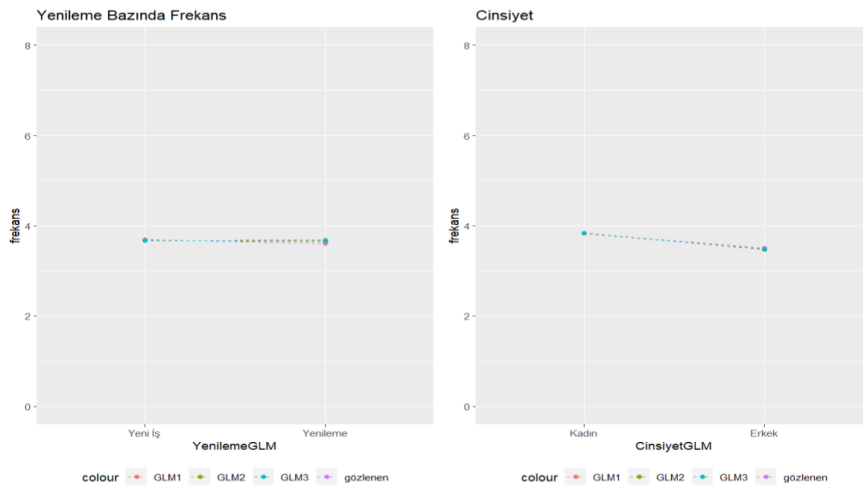 Yenileme Bazında Frekans
8
6
4
2
0
frekans
Yeni İş Yenileme
YenilemeGLM
colour GLM1 GLM2 GLM3 gözlenen
Cinsiyet
8
6
4
2
0
frekans
Kadın Erkek
CinsiyetGLM
colour GLM1 GLM2 GLM3 gözlenen